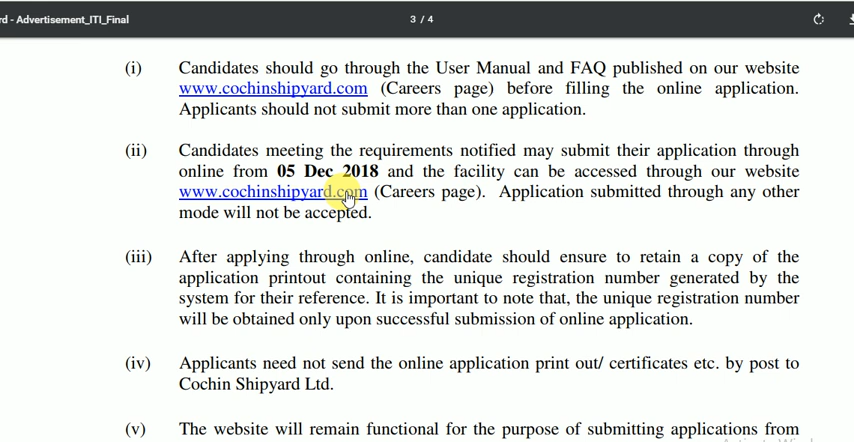 rd - Advertisement_ITI_Final
3 / 4
(i) Candidates should go through the User Manual and FAQ published on our website
www.cochinshipyard.com (Careers page) before filling the online application.
Applicants should not submit more than one application.
(ii) Candidates meeting the requirements notified may submit their application through
online from 05 Dec 2018 and the facility can be accessed through our website
www.cochinshipyard.com (Careers page). Application submitted through any other
mode will not be accepted.
(iii) After applying through online, candidate should ensure to retain a copy of the
application printout containing the unique registration number generated by the
system for their reference. It is important to note that, the unique registration number
will be obtained only upon successful submission of online application.
(iv) Applicants need not send the online application print out/ certificates etc. by post to
Cochin Shipyard Ltd.
(v) The website will remain functional for the purpose of submitting applications from